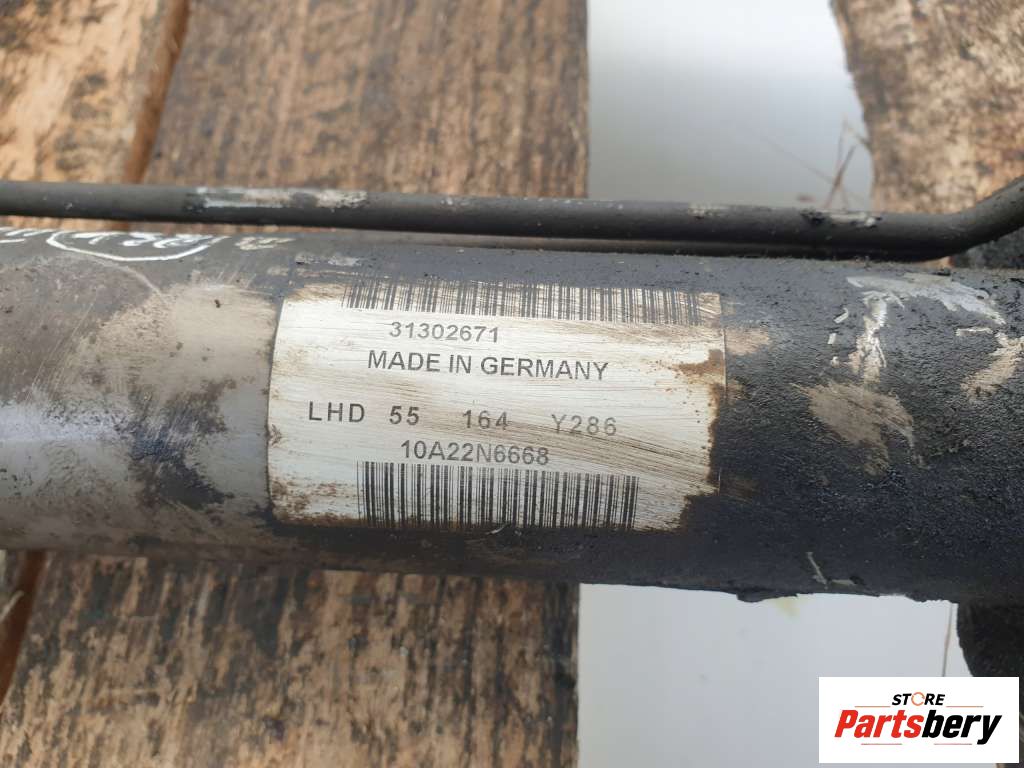 31302671
MADE IN GERMANY
LHD 55 164 Y286
10A22N6668
STORE
Partsbery